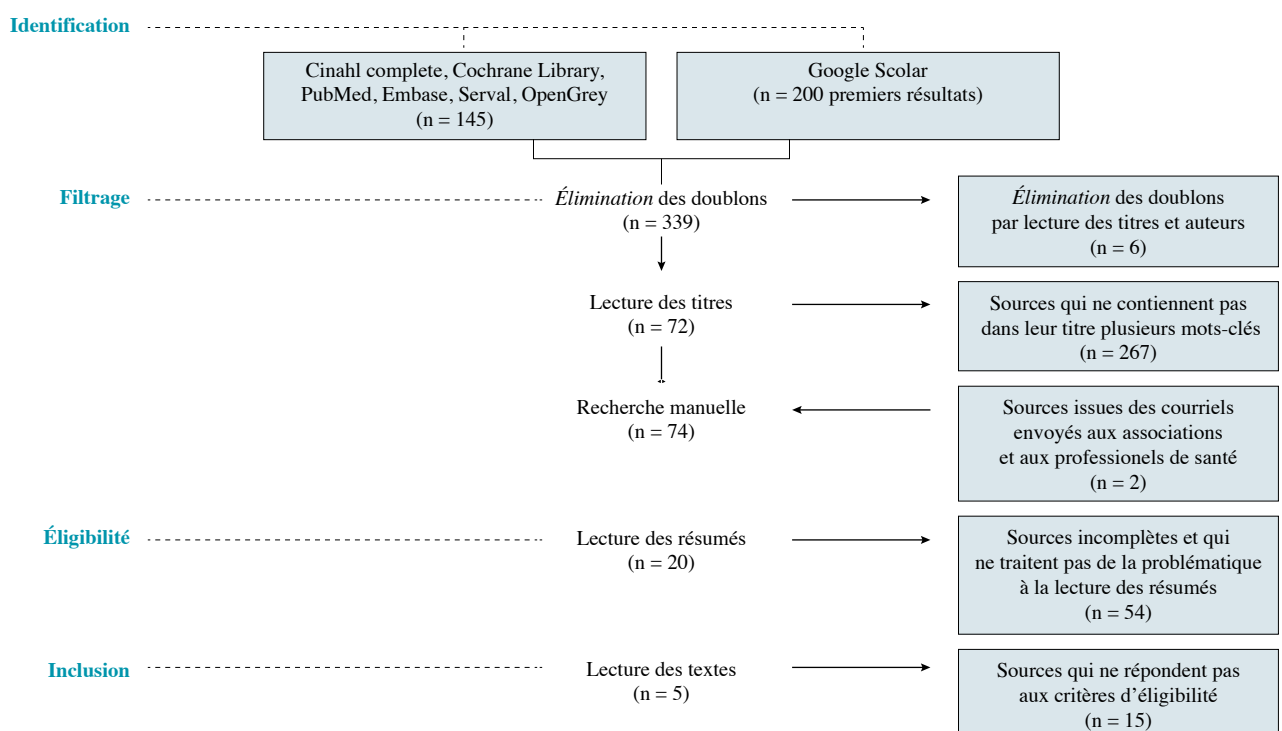 Identification
Cinahl complete, Cochrane Library,
PubMed, Embase, Serval, OpenGrey
(n = 145)
Google Scolar
(n = 200 premiers résultats)
Filtrage
Élimination des doublons
(n = 339)
Élimination des doublons
par lecture des titres et auteurs
(n = 6)
Lecture des titres
(n = 72)
Sources qui ne contiennent pas
dans leur titre plusieurs mots-clés
(n = 267)
Recherche manuelle
(n = 74)
Sources issues des courriels
envoyés aux associations
et aux professionels de santé
(n = 2)
Éligibilité
Lecture des résumés
(n = 20)
Sources incomplètes et qui
ne traitent pas de la problématique
à la lecture des résumés
(n = 54)
Inclusion
Lecture des textes
(n = 5)
Sources qui ne répondent pas
aux critères d’éligibilité
(n = 15)